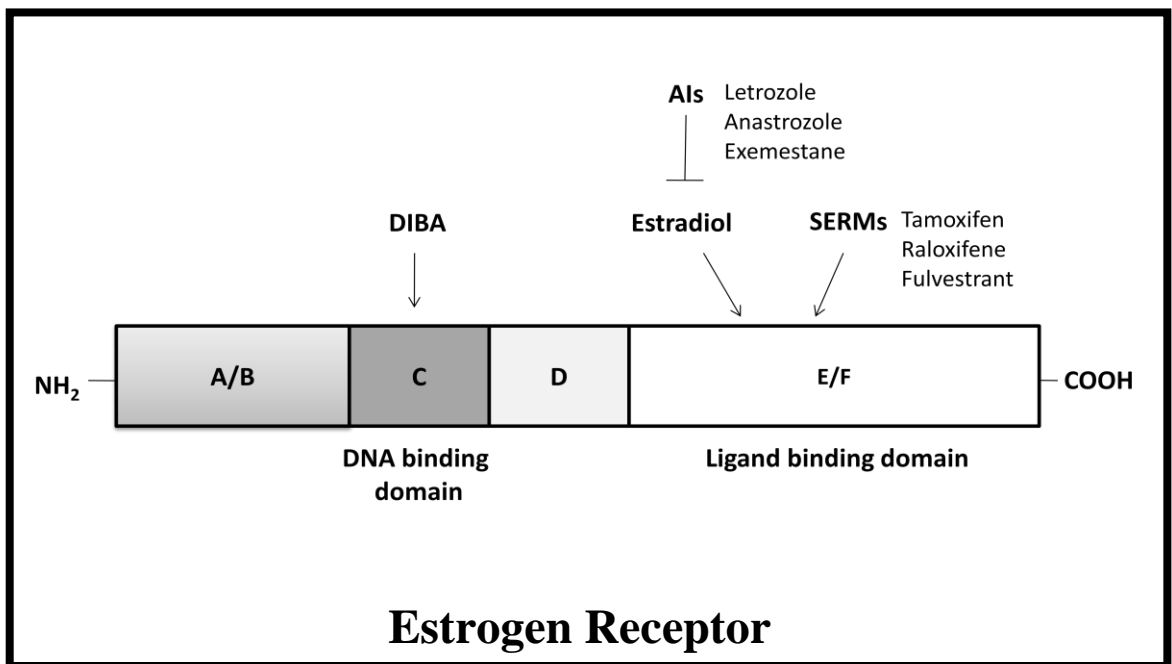 AIs
Letrozole
Anastrozole
Exemestane
DIBA
Estradiol
SERMs
Tamoxifen
Raloxifene
Fulvestrant
NH₂
A/B
C
D
E/F
COOH
DNA binding
domain
Ligand binding domain
Estrogen Receptor